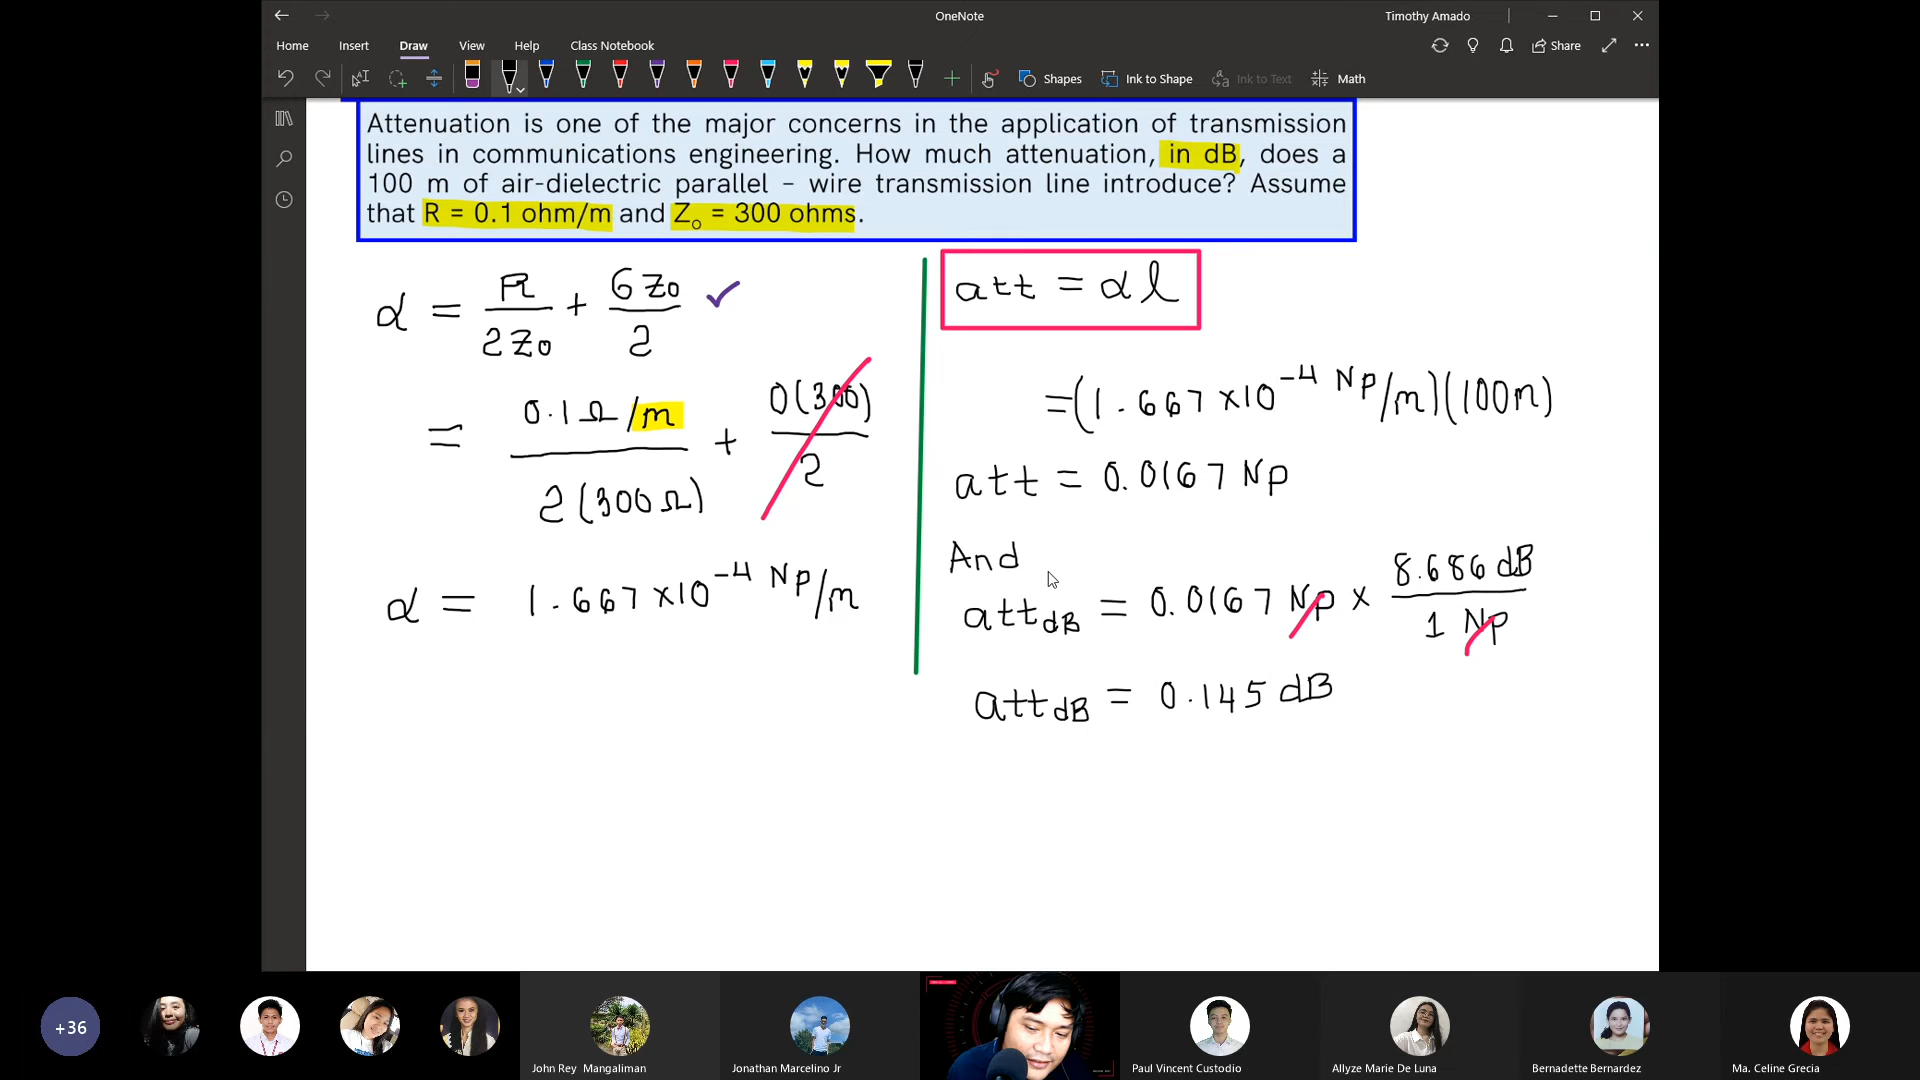 OneNote
Timothy Amado
Home Insert Draw View Help Class Notebook
Share
Shapes Ink to Shape Ink to Text Math
Attenuation is one of the major concerns in the application of transmission
lines in communications engineering. How much attenuation, in dB, does a
100 m of air-dielectric parallel – wire transmission line introduce? Assume
that R = 0.1 ohm/m and Zo = 300 ohms.
α = R/2Zo + GZo/2 ✓
= 0.1 Ω/m / 2(300Ω) + 0(300)/2
α = 1.667 x10^-4 Np/m
att = αl
=(1.667 x10^-4 Np/m)(100m)
att = 0.0167 Np
And
att dB = 0.0167 Np x 8.686 dB / 1 Np
att dB = 0.145 dB
+36
John Rey Mangaliman
Jonathan Marcelino Jr
Paul Vincent Custodio
Allyze Marie De Luna
Bernadette Bernardez
Ma. Celine Grecia